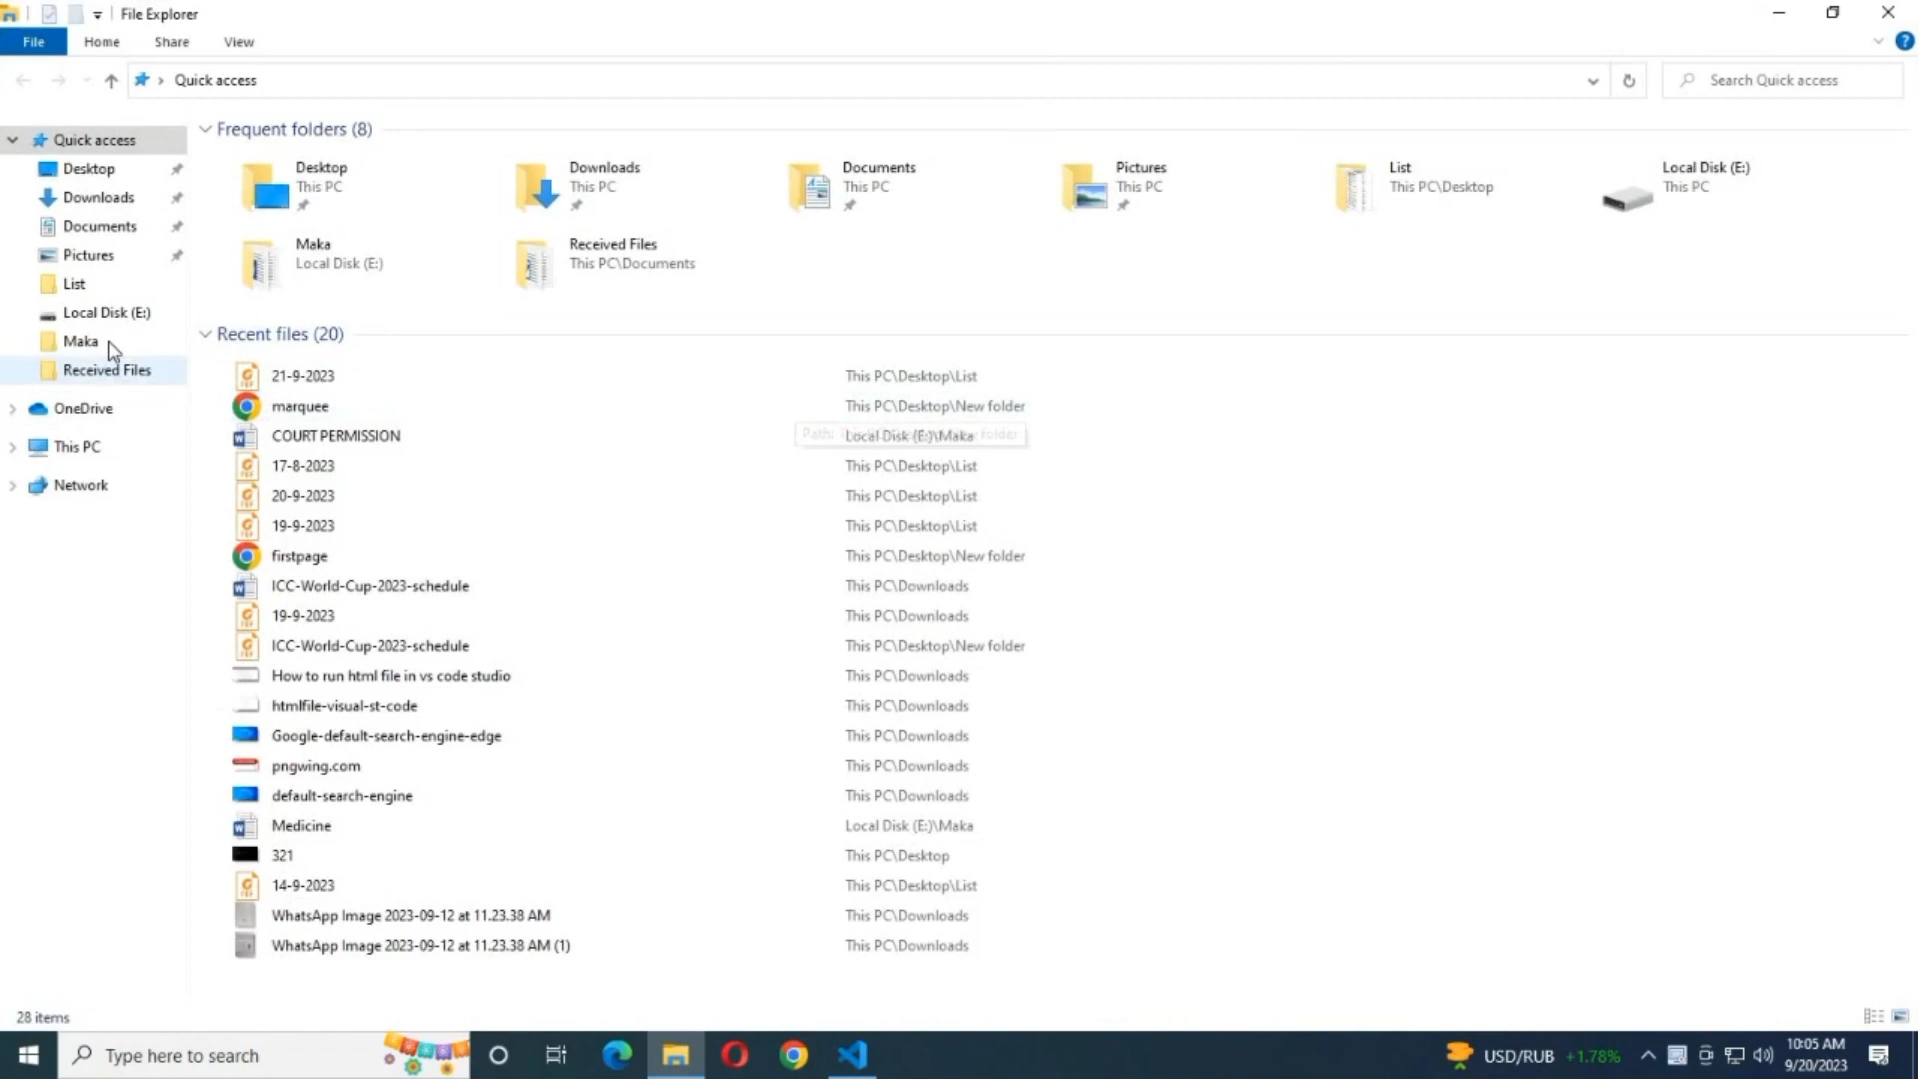 File Explorer
File Home Share View
Quick access
Search Quick access
Quick access
Desktop
Downloads
Documents
Pictures
List
Local Disk (E:)
Maka
Received Files
OneDrive
This PC
Network
Frequent folders (8)
Desktop
This PC
Downloads
This PC
Documents
This PC
Pictures
This PC
List
This PC\Desktop
Local Disk (E:)
This PC
Maka
Local Disk (E:)
Received Files
This PC\Documents
Recent files (20)
21-9-2023 This PC\Desktop\List
marquee This PC\Desktop\New folder
COURT PERMISSION Local Disk (E:)\Maka
17-8-2023 This PC\Desktop\List
20-9-2023 This PC\Desktop\List
19-9-2023 This PC\Desktop\List
firstpage This PC\Desktop\New folder
ICC-World-Cup-2023-schedule This PC\Downloads
19-9-2023 This PC\Downloads
ICC-World-Cup-2023-schedule This PC\Desktop\New folder
How to run html file in vs code studio This PC\Downloads
htmlfile-visual-st-code This PC\Downloads
Google-default-search-engine-edge This PC\Downloads
pngwing.com This PC\Downloads
default-search-engine This PC\Downloads
Medicine Local Disk (E:)\Maka
321 This PC\Desktop
14-9-2023 This PC\Desktop\List
WhatsApp Image 2023-09-12 at 11.23.38 AM This PC\Downloads
WhatsApp Image 2023-09-12 at 11.23.38 AM (1) This PC\Downloads
28 items
Type here to search
USD/RUB +1.78%
10:05 AM
9/20/2023